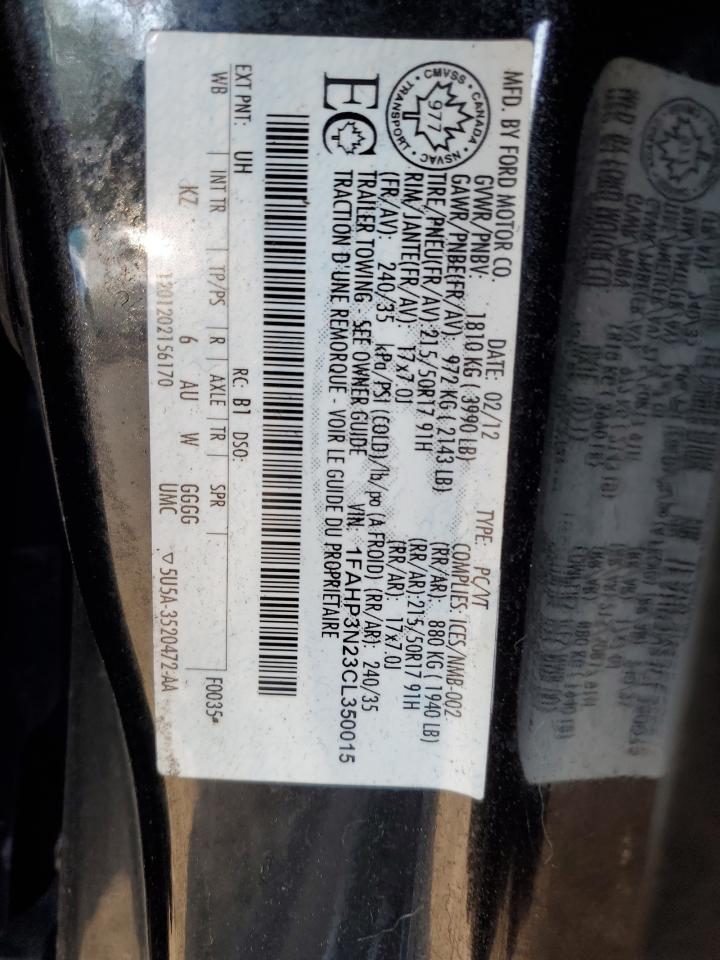 MFD. BY FORD MOTOR CO.
DATE: 02/12 TYPE: PC/VT
GVWR/PNBV: 1810 KG ( 3990 LB) COMPLIES: ICES/NMB-002
GAWR/PNBE(FR/AV): 972 KG ( 2143 LB) (RR/AR): 880 KG ( 1940 LB)
TIRE/PNEU(FR/AV):215/50R17 91H (RR/AR):215/50R17 91H
RIM/JANTE(FR/AV): 17x7.0J (RR/AR): 17x7.0J
(FR/AV): 240/35 kPa/PSI (COLD)/lb/po (A FROID) (RR/AR): 240/35
TRAILER TOWING - SEE OWNER GUIDE VIN: 1FAHP3N23CL350015
TRACTION D'UNE REMORQUE - VOIR LE GUIDE DU PROPRIÉTAIRE
CMVSS • CANADA • NSVAC • TRANSPORT •
977
EC
EXT PNT: UH RC: B1 DSO: F0035
WB INT TR TP/PS R AXLE TR SPR
KZ 6 AU W GGGG
UMC
1201202156170
▽ 5U5A-3520472-AA